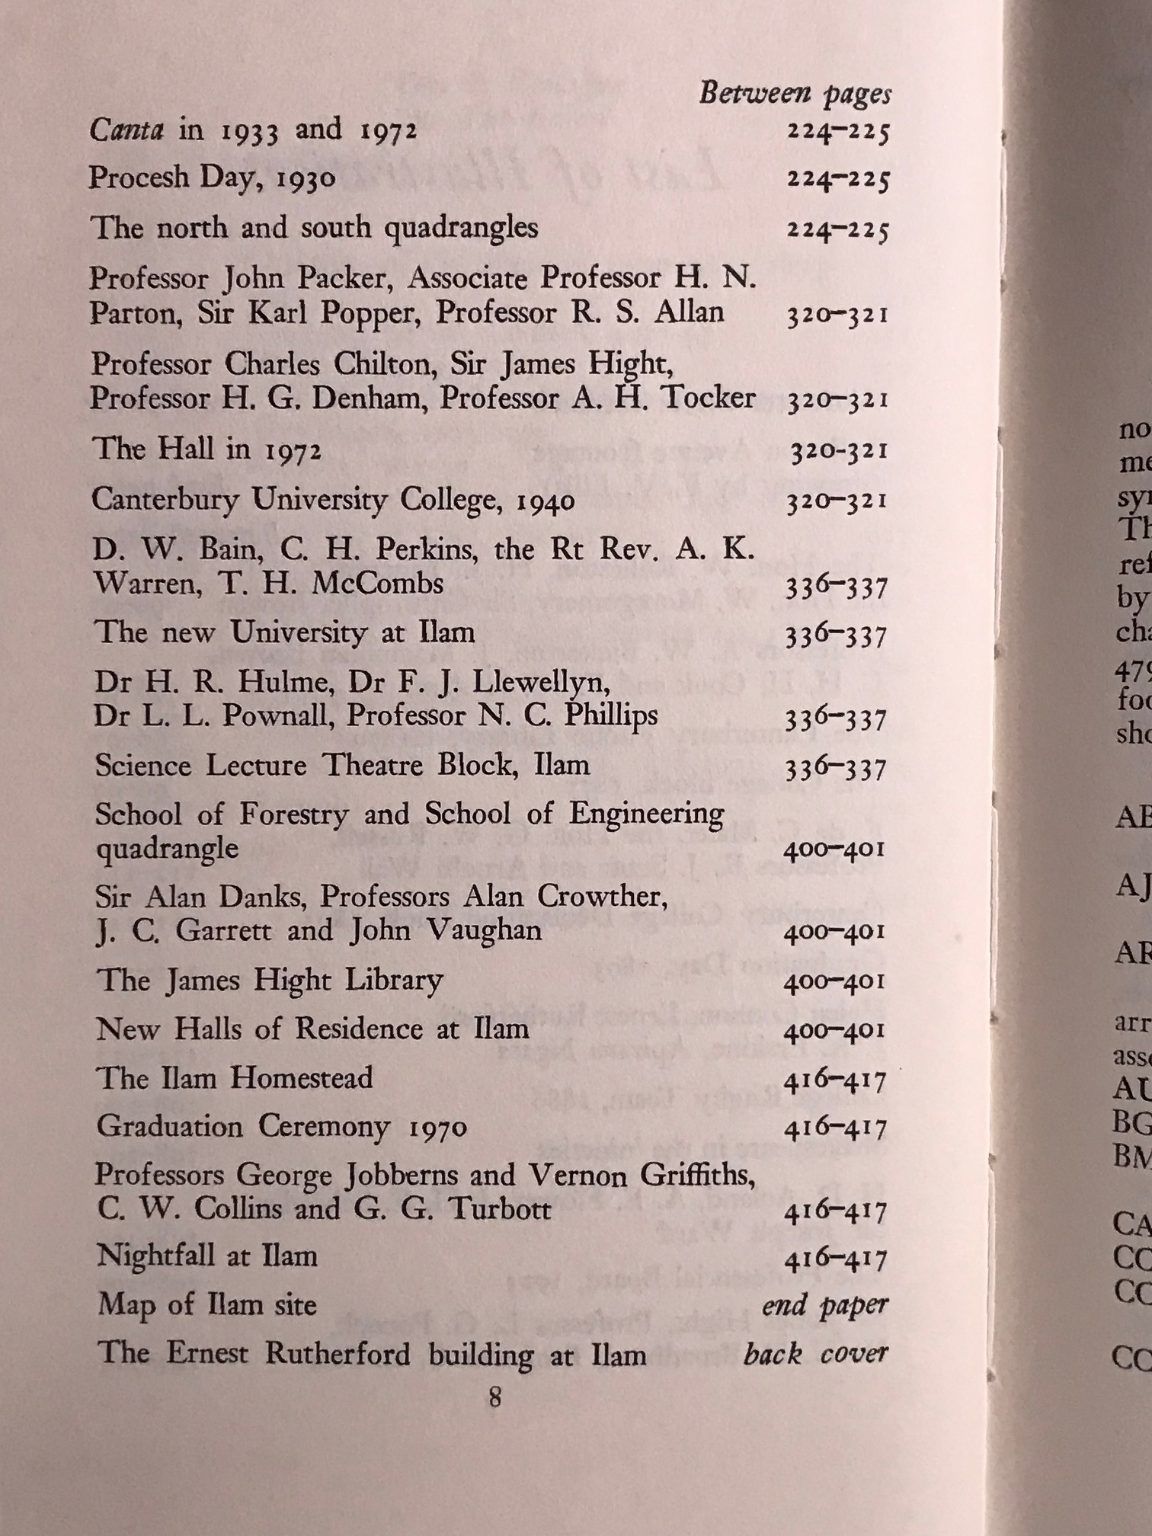 Between pages
Canta in 1933 and 1972 224–225
Procesh Day, 1930 224–225
The north and south quadrangles 224–225
Professor John Packer, Associate Professor H. N.
Parton, Sir Karl Popper, Professor R. S. Allan 320–321
Professor Charles Chilton, Sir James Hight,
Professor H. G. Denham, Professor A. H. Tocker 320–321
The Hall in 1972 320-321
Canterbury University College, 1940 320–321
D. W. Bain, C. H. Perkins, the Rt Rev. A. K.
Warren, T. H. McCombs 336–337
The new University at Ilam 336–337
Dr H. R. Hulme, Dr F. J. Llewellyn,
Dr L. L. Pownall, Professor N. C. Phillips 336–337
Science Lecture Theatre Block, Ilam 336–337
School of Forestry and School of Engineering
quadrangle 400–401
Sir Alan Danks, Professors Alan Crowther,
J. C. Garrett and John Vaughan 400–401
The James Hight Library 400–401
New Halls of Residence at Ilam 400–401
The Ilam Homestead 416–417
Graduation Ceremony 1970 416–417
Professors George Jobberns and Vernon Griffiths,
C. W. Collins and G. G. Turbott 416–417
Nightfall at Ilam 416–417
Map of Ilam site end paper
The Ernest Rutherford building at Ilam back cover
8
by